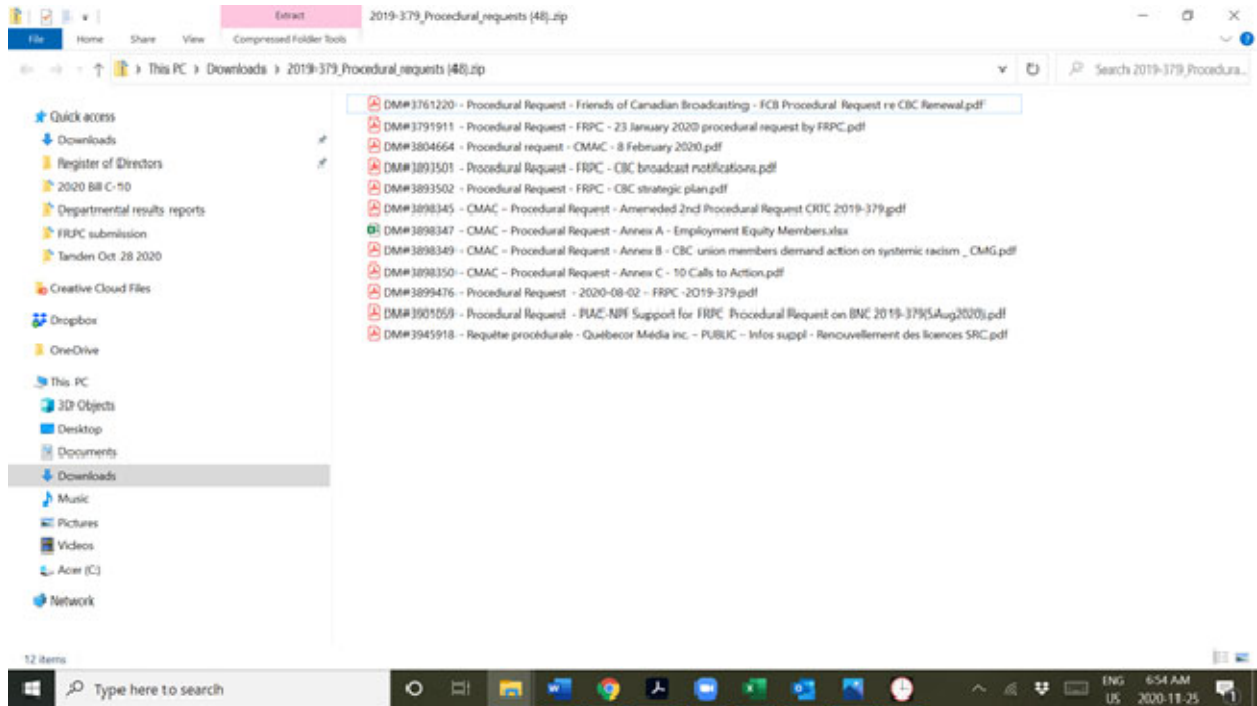 Extract 2019-379_Procedural_requests (48).zip
File Home Share View Compressed Folder Tools
This PC > Downloads > 2019-379_Procedural_requests (48).zip
Search 2019-379_Procedura...
Quick access
Downloads
Register of Directors
2020 Bill C-10
Departmental results reports
FRPC submission
Tanden Oct 28 2020
Creative Cloud Files
Dropbox
OneDrive
This PC
3D Objects
Desktop
Documents
Downloads
Music
Pictures
Videos
Acer (C:)
Network
DM#3761220 - Procedural Request - Friends of Canadian Broadcasting - FCB Procedural Request re CBC Renewal.pdf
DM#3791911 - Procedural Request - FRPC - 23 January 2020 procedural request by FRPC.pdf
DM#3804664 - Procedural request - CMAC - 8 February 2020.pdf
DM#3893501 - Procedural Request - FRPC - CBC broadcast notifications.pdf
DM#3893502 - Procedural Request - FRPC - CBC strategic plan.pdf
DM#3898345 - CMAC – Procedural Request - Ameneded 2nd Procedural Request CRTC 2019-379.pdf
DM#3898347 - CMAC – Procedural Request - Annex A - Employment Equity Members.xlsx
DM#3898349 - CMAC – Procedural Request - Annex B - CBC union members demand action on systemic racism _ CMG.pdf
DM#3898350 - CMAC – Procedural Request - Annex C - 10 Calls to Action.pdf
DM#3899476 - Procedural Request - 2020-08-02 – FRPC -2019-379.pdf
DM#3901059 - Procedural Request - PIAC-NPF Support for FRPC Procedural Request on BNC 2019-379(5Aug2020).pdf
DM#3945918 - Requête procédurale - Québecor Média inc. – PUBLIC – Infos suppl - Renouvellement des licences SRC.pdf
12 items
Type here to search
ENG 6:54 AM
US 2020-11-25